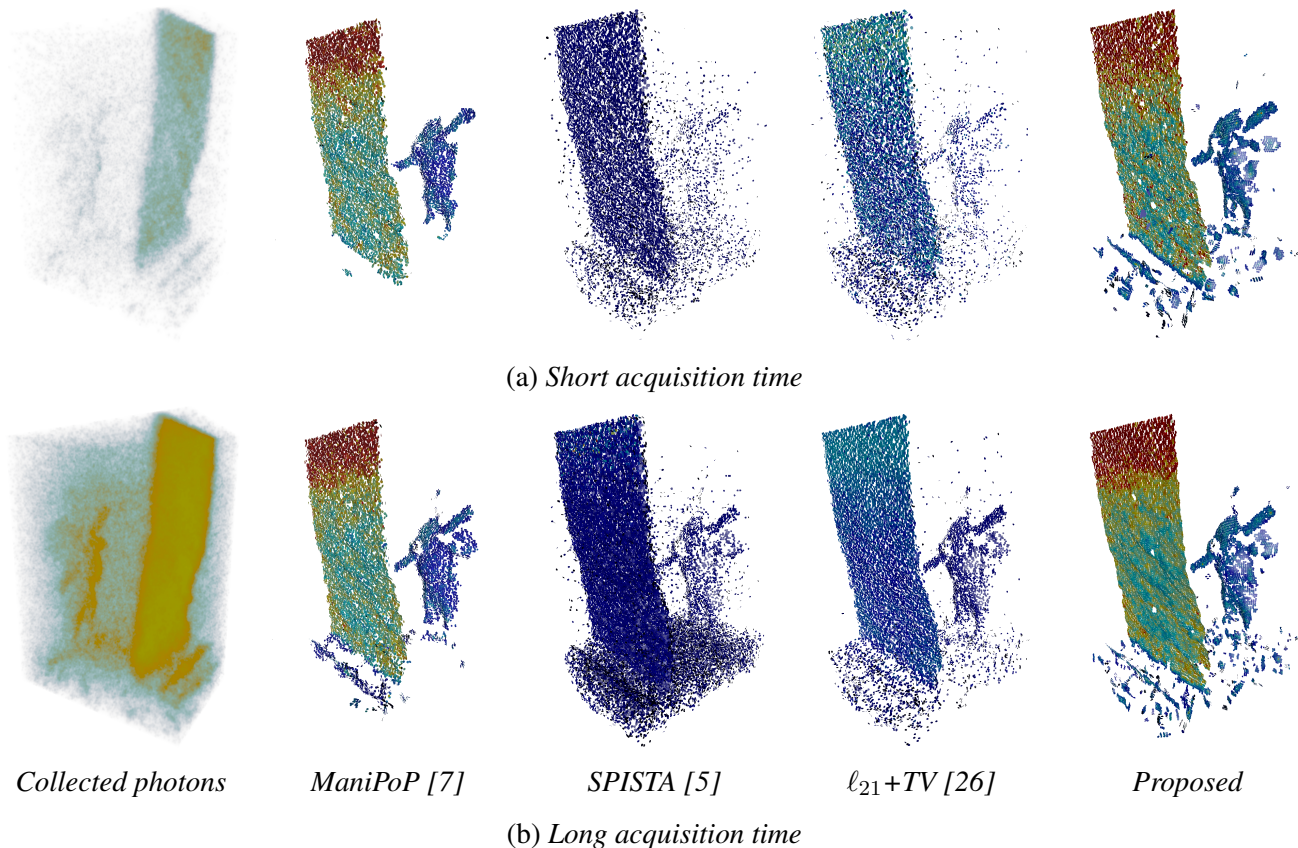 (a) Short acquisition time
Collected photons ManiPoP [7] SPISTA [5] ℓ₂₁+TV [26] Proposed
(b) Long acquisition time